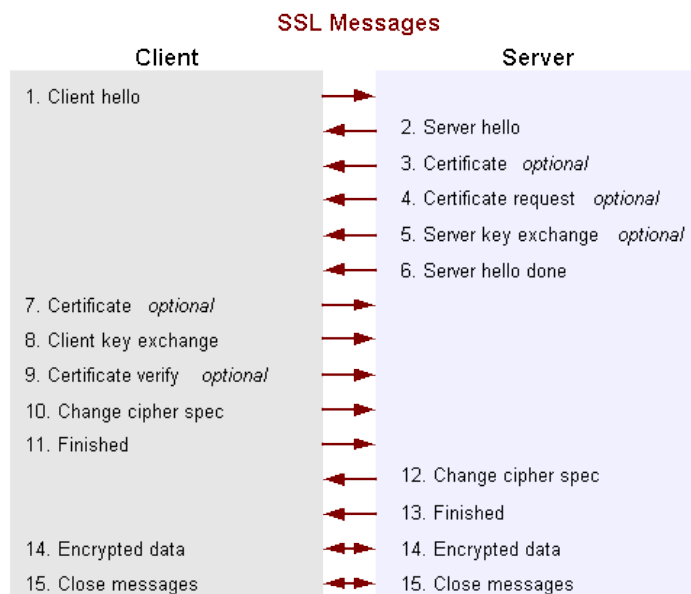 SSL Messages
Client Server
1. Client hello
2. Server hello
3. Certificate optional
4. Certificate request optional
5. Server key exchange optional
6. Server hello done
7. Certificate optional
8. Client key exchange
9. Certificate verify optional
10. Change cipher spec
11. Finished
12. Change cipher spec
13. Finished
14. Encrypted data 14. Encrypted data
15. Close messages 15. Close messages